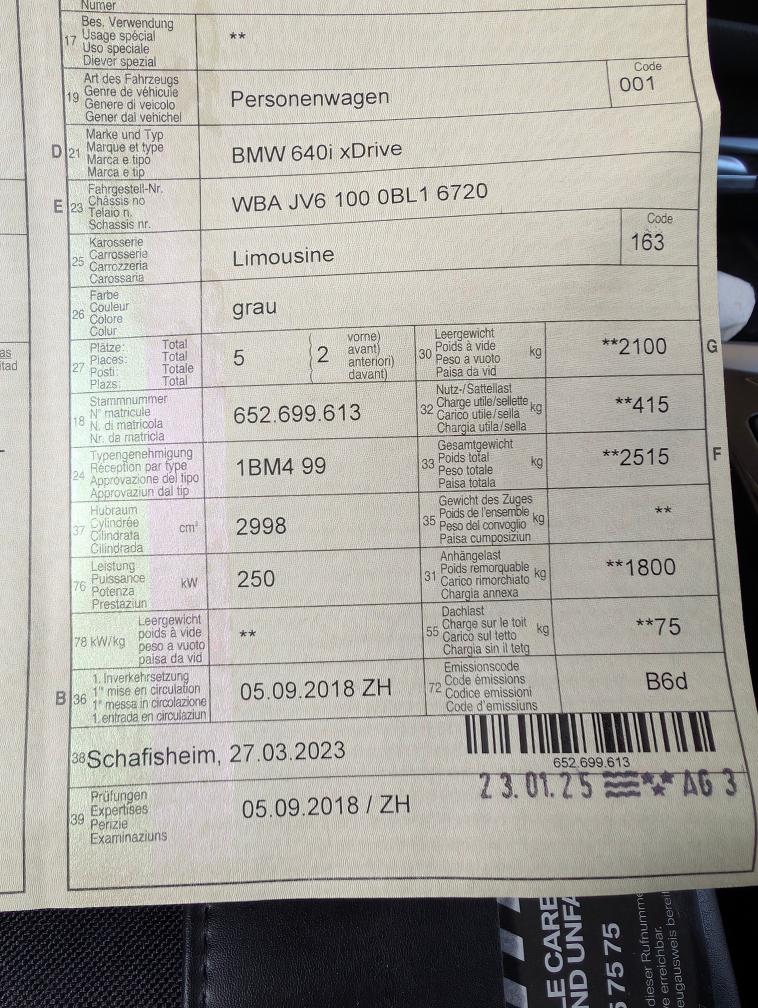 Numer
17 Bes. Verwendung
Usage spécial
Uso speciale
Diever spezial
**
19 Art des Fahrzeugs
Genre de véhicule
Genere di veicolo
Gener dal vehichel
Personenwagen
Code
001
D 21 Marke und Typ
Marque et type
Marca e tipo
Marca e tip
BMW 640i xDrive
E 23 Fahrgestell-Nr.
Châssis no
Telaio n.
Schassis nr.
WBA JV6 100 0BL1 6720
25 Karosserie
Carrosserie
Carrozzeria
Carossaria
Limousine
Code
163
26 Farbe
Couleur
Colore
Colur
grau
27 Plätze: Total
Places: Total
Posti: Totale
Plazs: Total
5
( 2 vorne)
avant)
anteriori)
davant)
30 Leergewicht
Poids à vide
Peso a vuoto
Paisa da vid
kg
**2100
G
18 Stammnummer
N° matricule
N. di matricola
Nr. da matricla
652.699.613
32 Nutz-/Sattellast
Charge utile/sellette
Carico utile/sella
Chargia utila/sella
kg
**415
24 Typengenehmigung
Réception par type
Approvazione del tipo
Approvaziun dal tip
1BM4 99
33 Gesamtgewicht
Poids total
Peso totale
Paisa totala
kg
**2515
F
37 Hubraum
Cylindrée
Cilindrata
Cilindrada
cm³
2998
35 Gewicht des Zuges
Poids de l'ensemble
Peso del convoglio
Paisa cumposiziun
kg
**
76 Leistung
Puissance
Potenza
Prestaziun
kW
250
31 Anhängelast
Poids remorquable
Carico rimorchiato
Chargia annexa
kg
**1800
78 kW/kg Leergewicht
poids à vide
peso a vuoto
paisa da vid
**
55 Dachlast
Charge sur le toit
Carico sul tetto
Chargia sin il tetg
kg
**75
B 36 1. Inverkehrsetzung
1re mise en circulation
1a messa in circolazione
1. entrada en circulaziun
05.09.2018 ZH
72 Emissionscode
Code émissions
Codice emissioni
Code d'emissiuns
B6d
38 Schafisheim, 27.03.2023
652.699.613
23.01.25 AG 3
39 Prüfungen
Expertises
Perizie
Examinaziuns
05.09.2018 / ZH
LE CARE
ND UNFA
5 75 75
dieser Rufnumme
e erreichbar.
ugausweis bereit